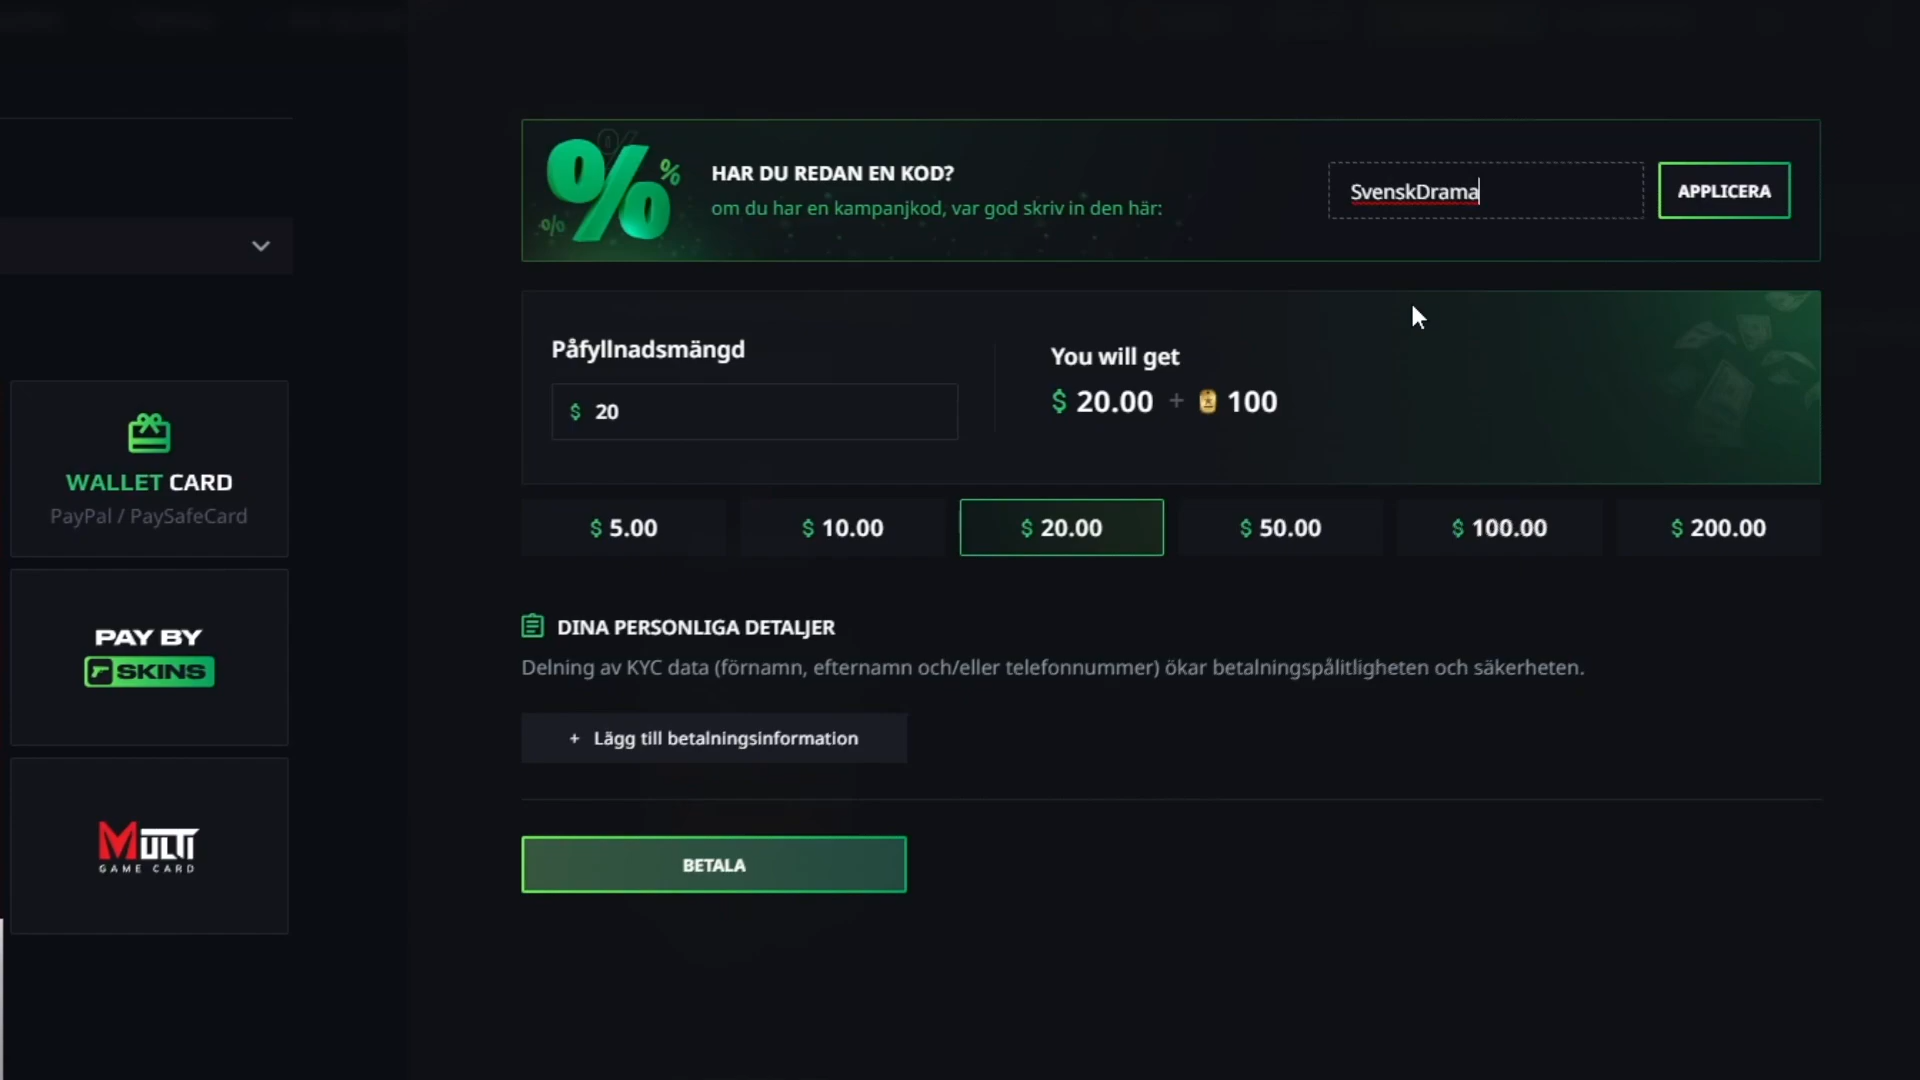 HAR DU REDAN EN KOD?
om du har en kampanjkod, var god skriv in den här:
SvenskDrama
APPLICERA
Påfyllnadsmängd
$ 20
You will get
$ 20.00 + 100
$ 5.00
$ 10.00
$ 20.00
$ 50.00
$ 100.00
$ 200.00
WALLET CARD
PayPal / PaySafeCard
PAY BY
SKINS
MULTI
GAME CARD
DINA PERSONLIGA DETALJER
Delning av KYC data (förnamn, efternamn och/eller telefonnummer) ökar betalningspålitligheten och säkerheten.
+ Lägg till betalningsinformation
BETALA